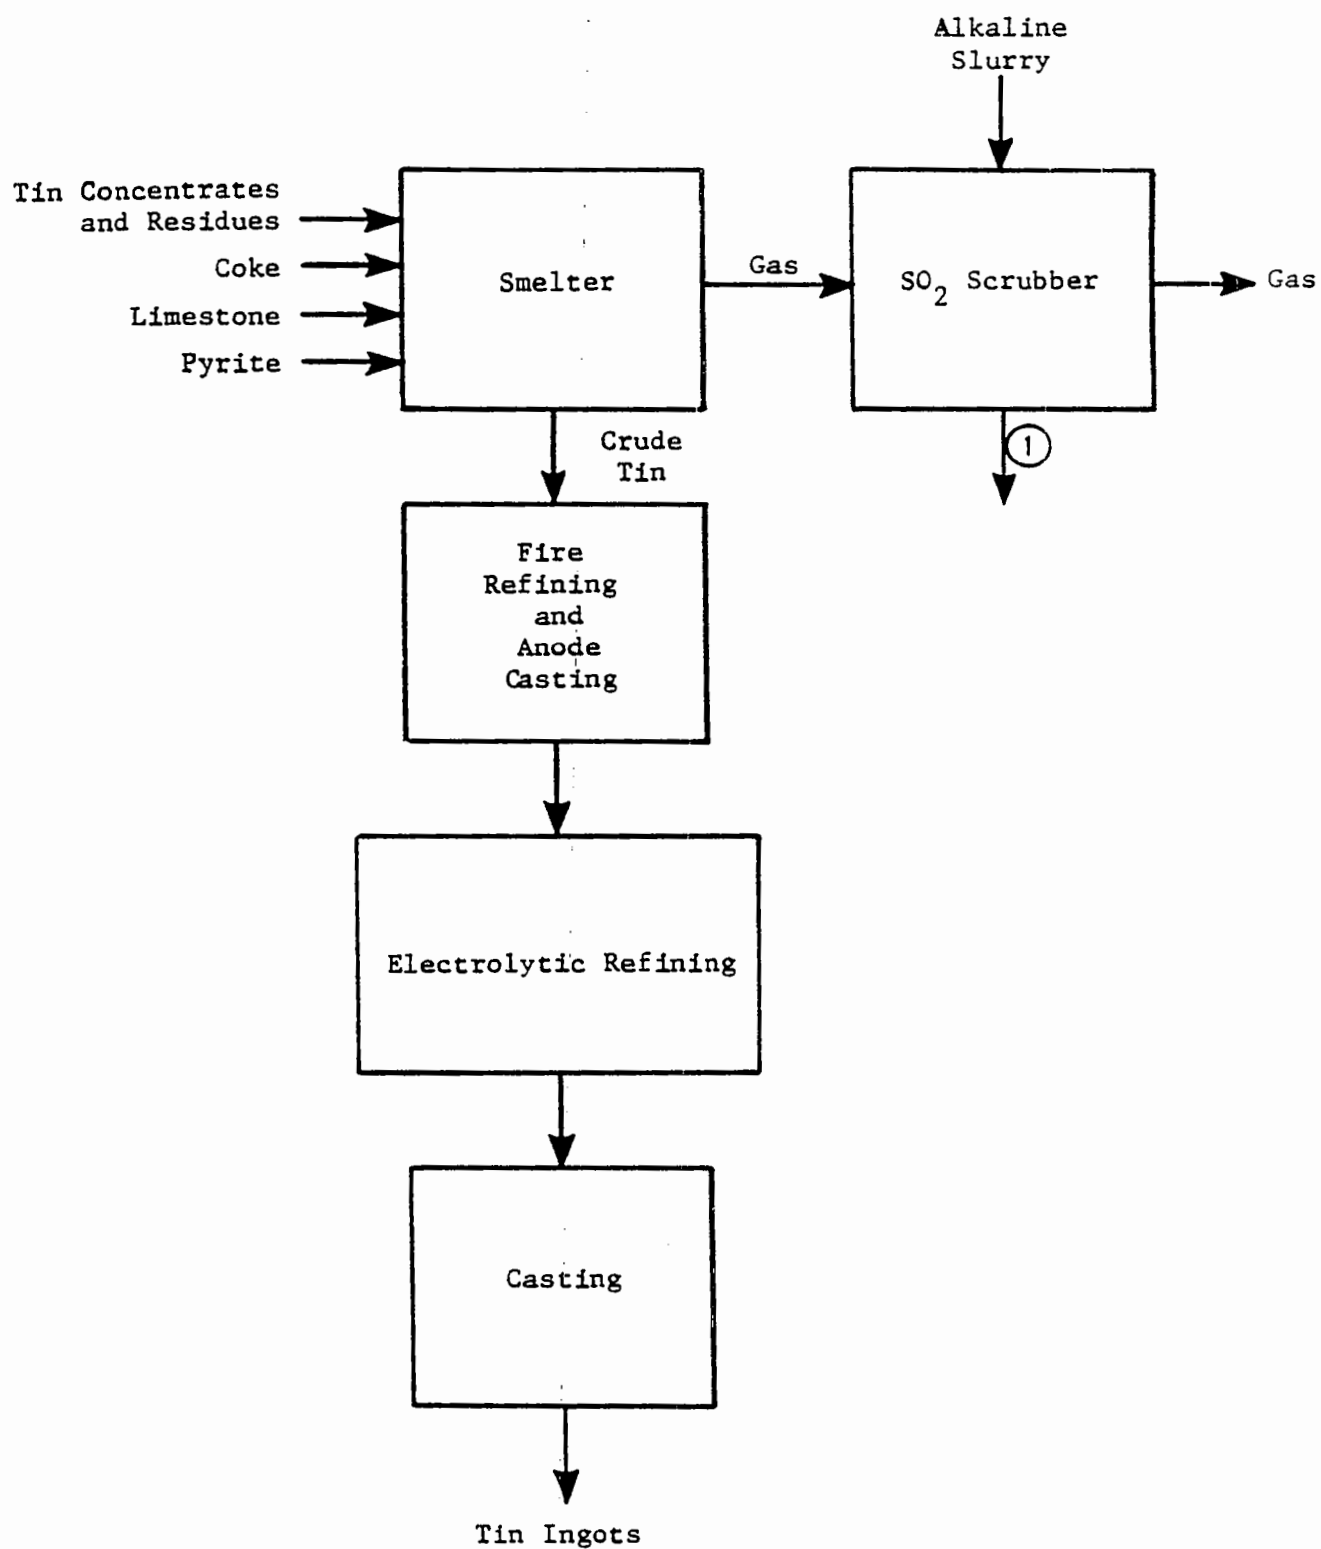 Alkaline
Slurry
Tin Concentrates
and Residues
Coke
Limestone
Pyrite
Smelter
Gas
SO₂ Scrubber
Gas
Crude
Tin
1
Fire
Refining
and
Anode
Casting
Electrolytic Refining
Casting
Tin Ingots